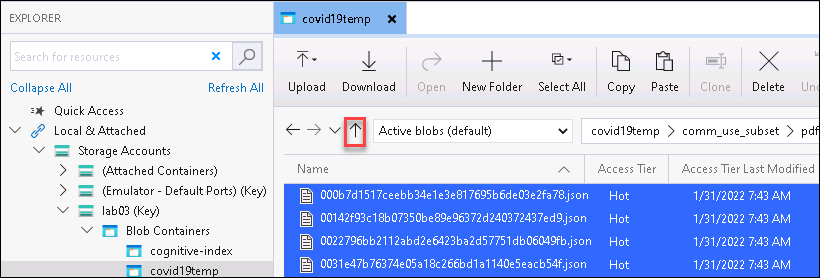 EXPLORER
Search for resources
Collapse All
Refresh All
Quick Access
Local & Attached
Storage Accounts
(Attached Containers)
(Emulator - Default Ports) (Key)
lab03 (Key)
Blob Containers
cognitive-index
covid19temp
covid19temp
Upload
Download
Open
New Folder
Select All
Copy
Paste
Clone
Delete
Un
Active blobs (default)
covid19temp
comm_use_subset
pdf
Name
Access Tier
Access Tier Last Modified
000b7d1517ceebb34e1e3e817695b6de03e2fa78.json Hot 1/31/2022 7:43 AM
00142f93c18b07350be89e96372d240372437ed9.json Hot 1/31/2022 7:43 AM
0022796bb2112abd2e6423ba2d57751db06049fb.json Hot 1/31/2022 7:43 AM
0031e47b76374e05a18c266bd1a1140e5eacb54f.json Hot 1/31/2022 7:43 AM